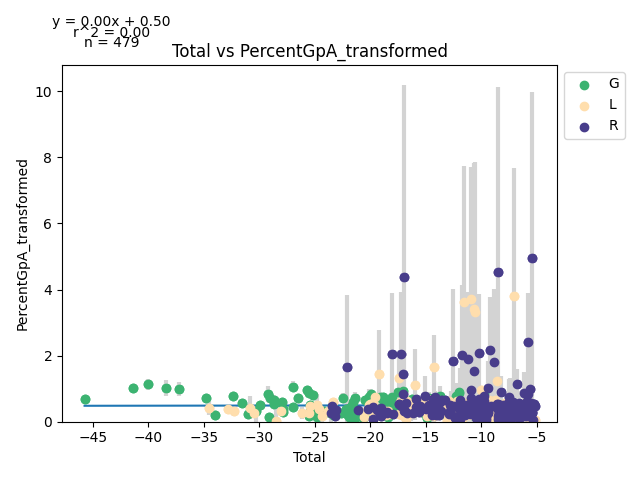 y = 0.00x + 0.50
r^2 = 0.00
n = 479
Total vs PercentGpA_transformed
G
L
R
PercentGpA_transformed
10
8
6
4
2
0
−45
−40
−35
−30
−25
−20
−15
−10
−5
Total